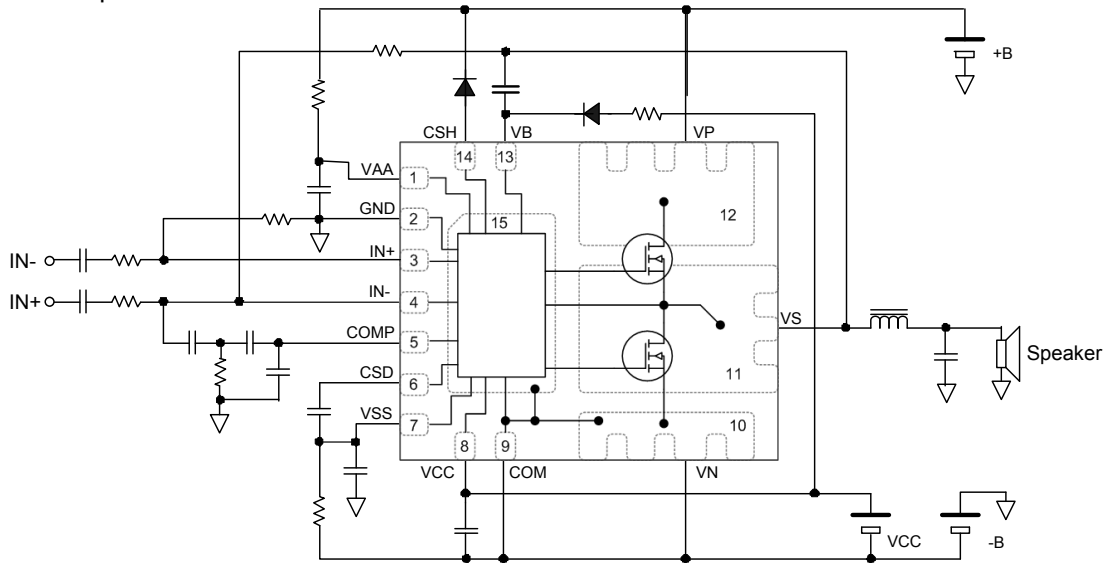 +B
CSH
VB
VP
14
13
VAA
1
12
GND
2
15
IN-
IN+
3
IN+
IN-
4
VS
COMP
5
Speaker
CSD
6
11
VSS
7
10
8
9
VCC
COM
VN
VCC
-B